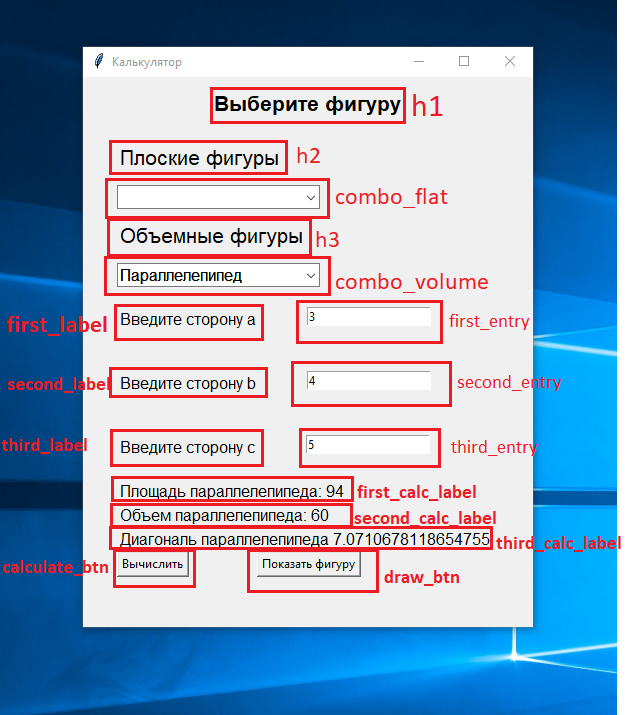 Калькулятор
Выберите фигуру h1
Плоские фигуры h2
combo_flat
Объемные фигуры h3
Параллелепипед combo_volume
first_label Введите сторону a 3 first_entry
second_label Введите сторону b 4 second_entry
third_label Введите сторону c 5 third_entry
Площадь параллелепипеда: 94 first_calc_label
Объем параллелепипеда: 60 second_calc_label
Диагональ параллелепипеда 7.0710678118654755 third_calc_label
calculate_btn Вычислить Показать фигуру draw_btn